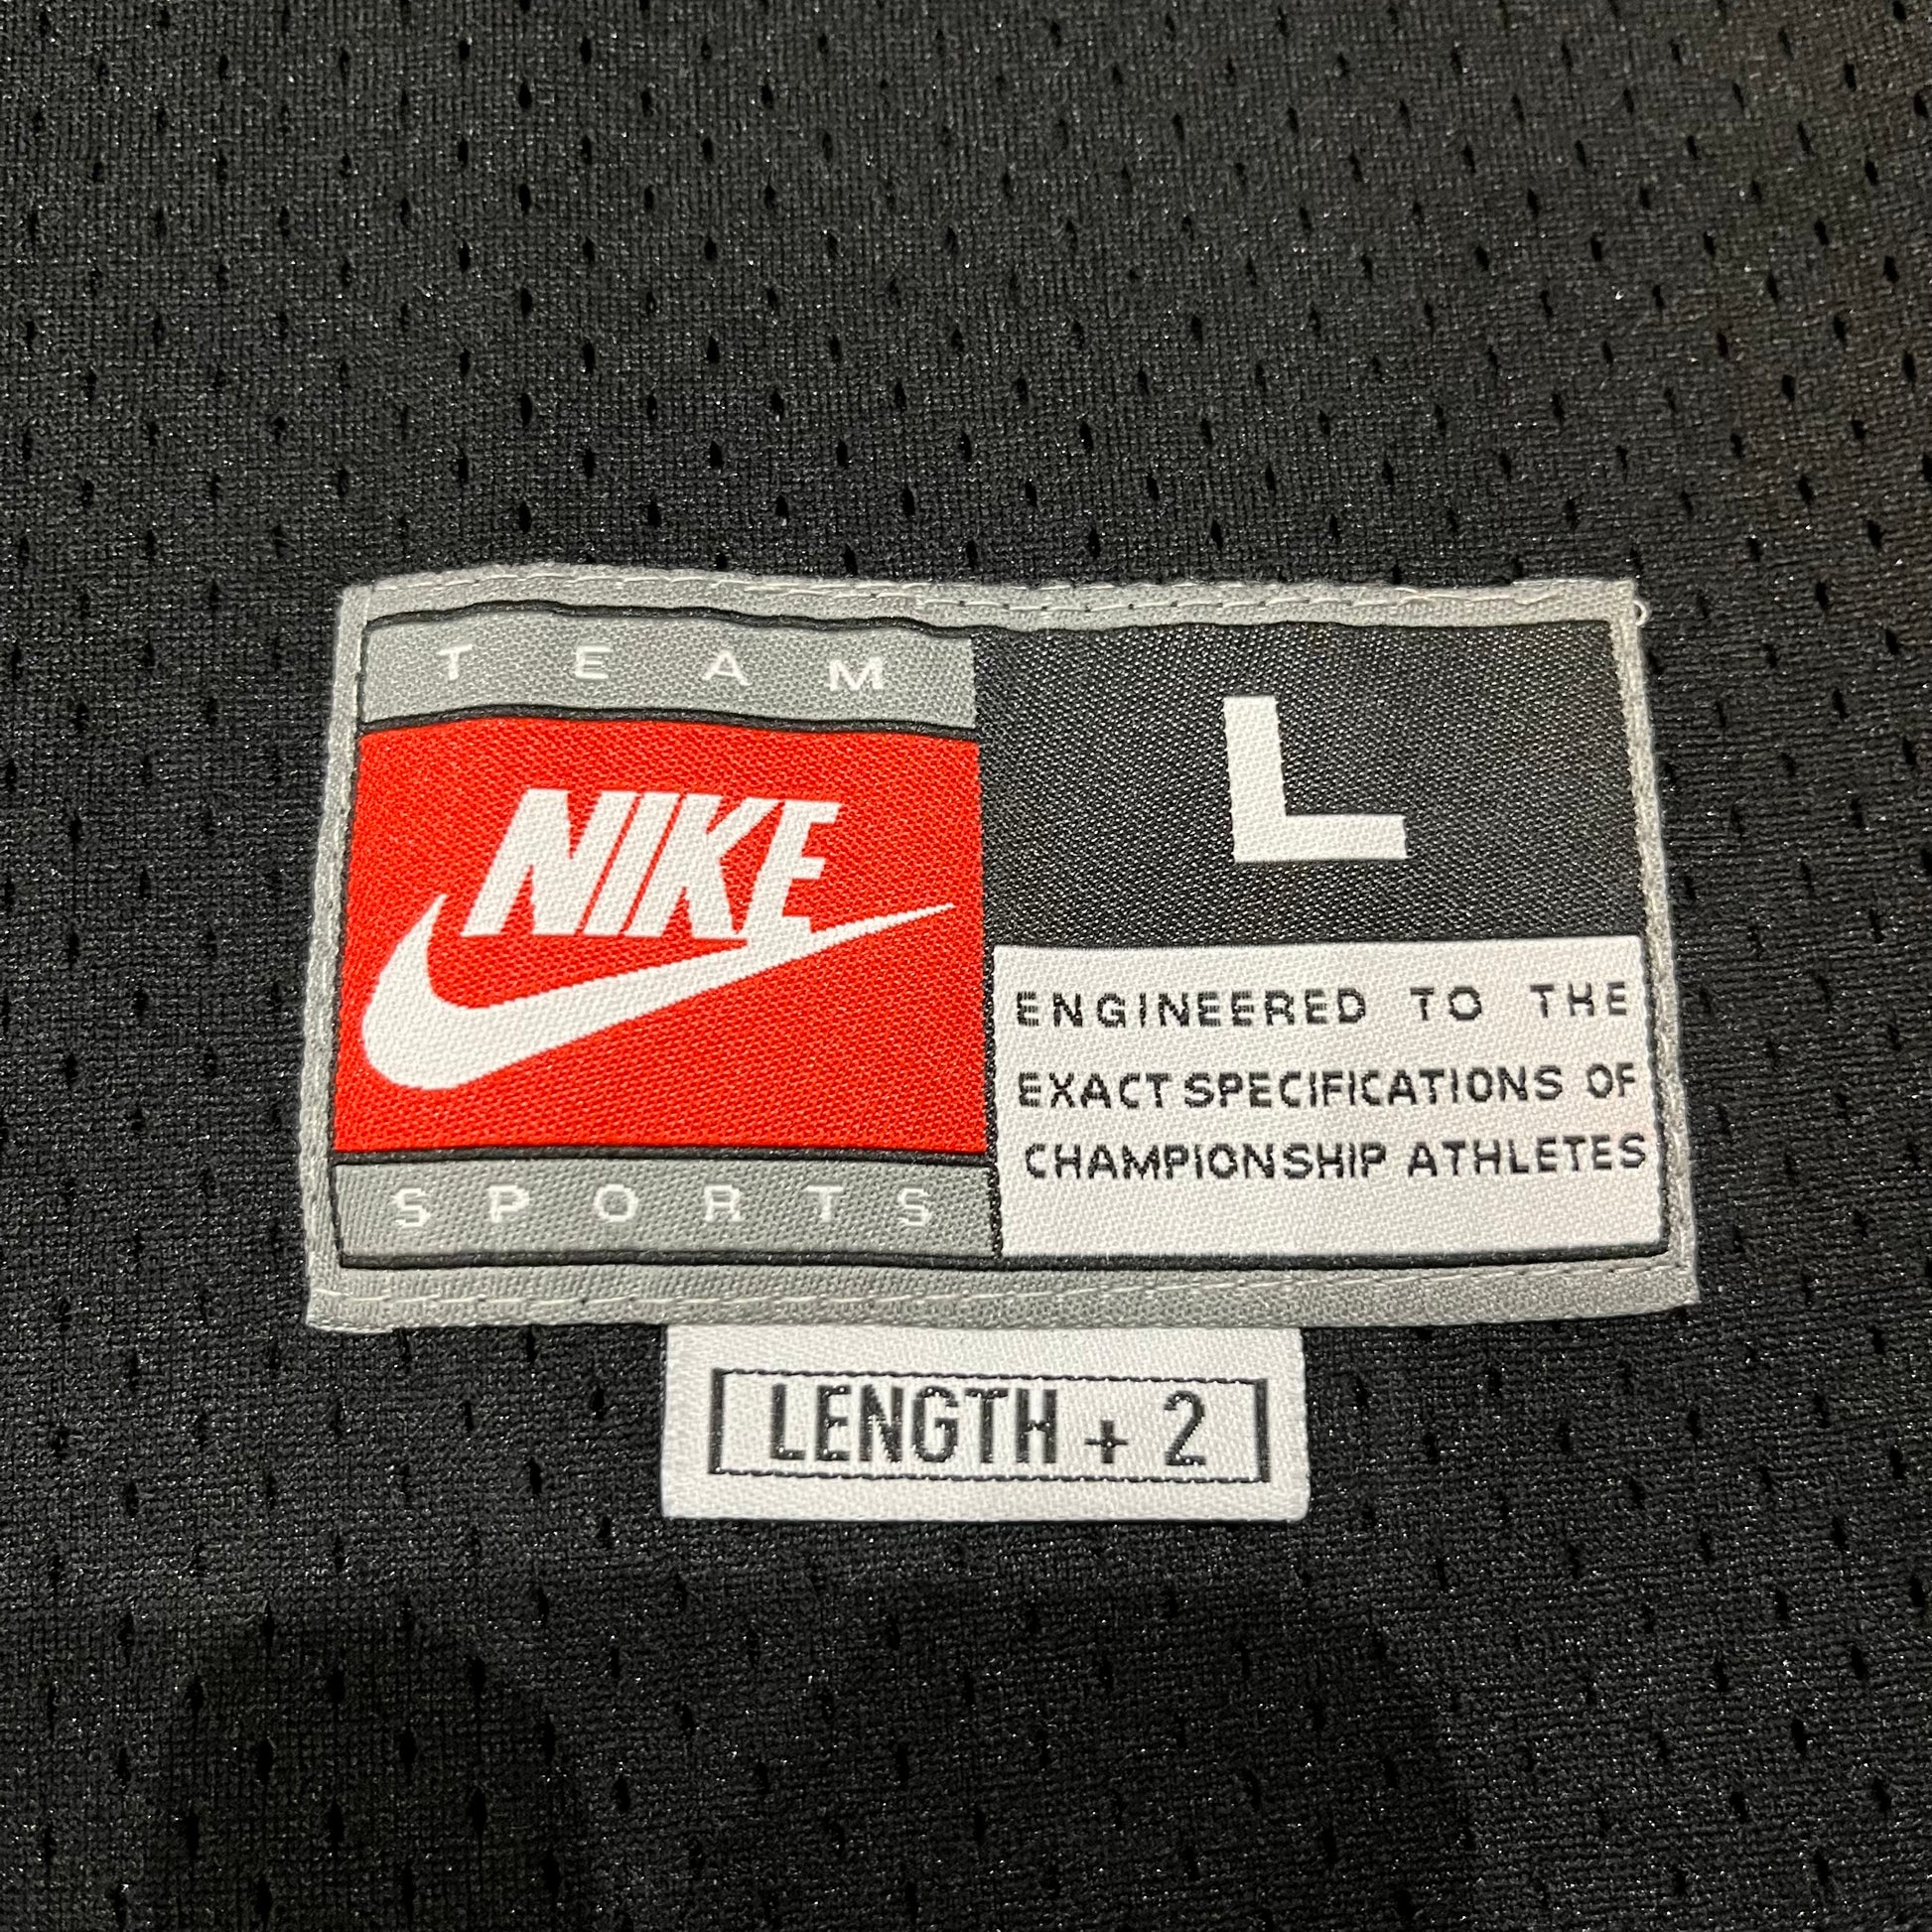 TEAM
NIKE
SPORTS
L
ENGINEERED TO THE
EXACT SPECIFICATIONS OF
CHAMPIONSHIP ATHLETES
LENGTH + 2